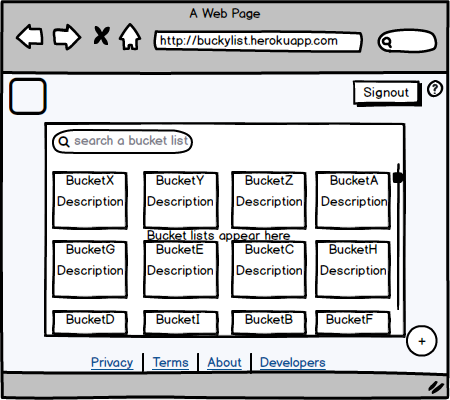 A Web Page
http://buckylist.herokuapp.com
Signout ?
search a bucket list
BucketX BucketY BucketZ BucketA
Description Description Description Description
Bucket lists appear here
BucketG BucketE BucketC BucketH
Description Description Description Description
BucketD BucketI BucketB BucketF
+
Privacy Terms About Developers